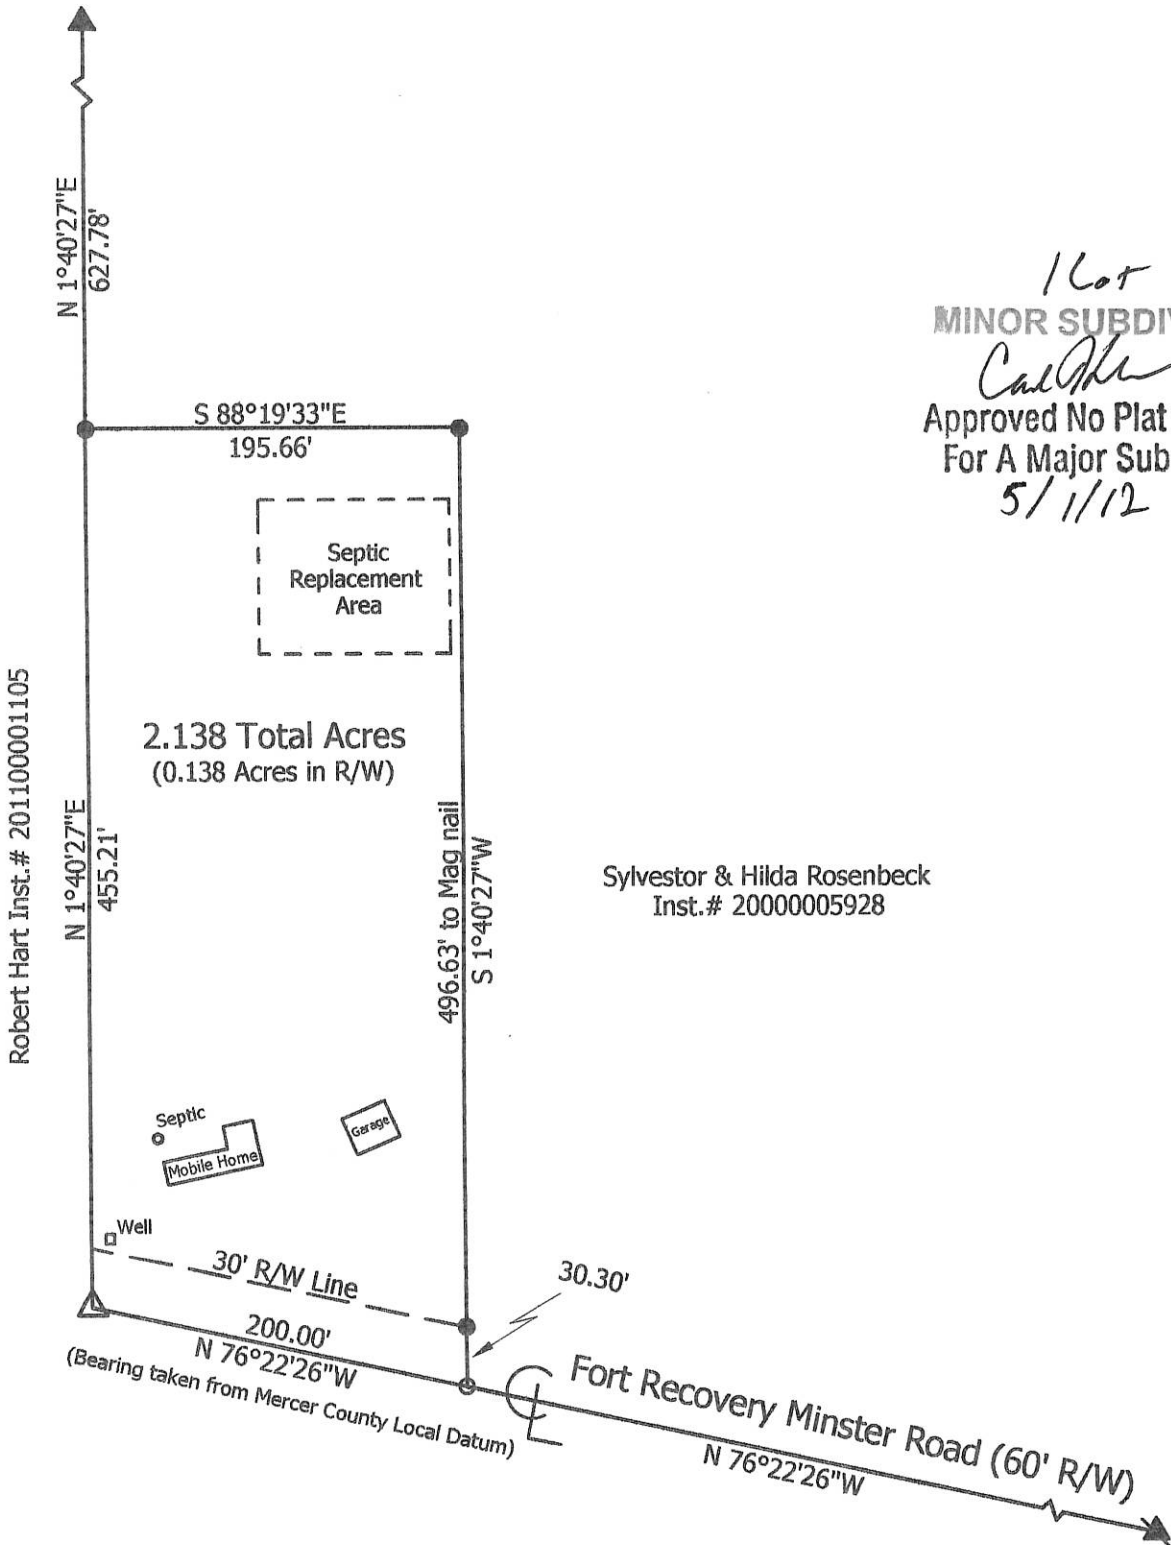 N 1°40'27"E
627.78'
1 Lot
MINOR SUBDI
Approved No Plat
For A Major Sub
5/1/12
S 88°19'33"E
195.66'
Septic
Replacement
Area
2.138 Total Acres
(0.138 Acres in R/W)
Robert Hart Inst.# 201100001105
N 1°40'27"E
455.21'
496.63' to Mag nail
S 1°40'27"W
Sylvestor & Hilda Rosenbeck
Inst.# 20000005928
Septic
Mobile Home
Garage
Well
30' R/W Line
30.30'
200.00'
N 76°22'26"W
(Bearing taken from Mercer County Local Datum)
CL
Fort Recovery Minster Road (60' R/W)
N 76°22'26"W